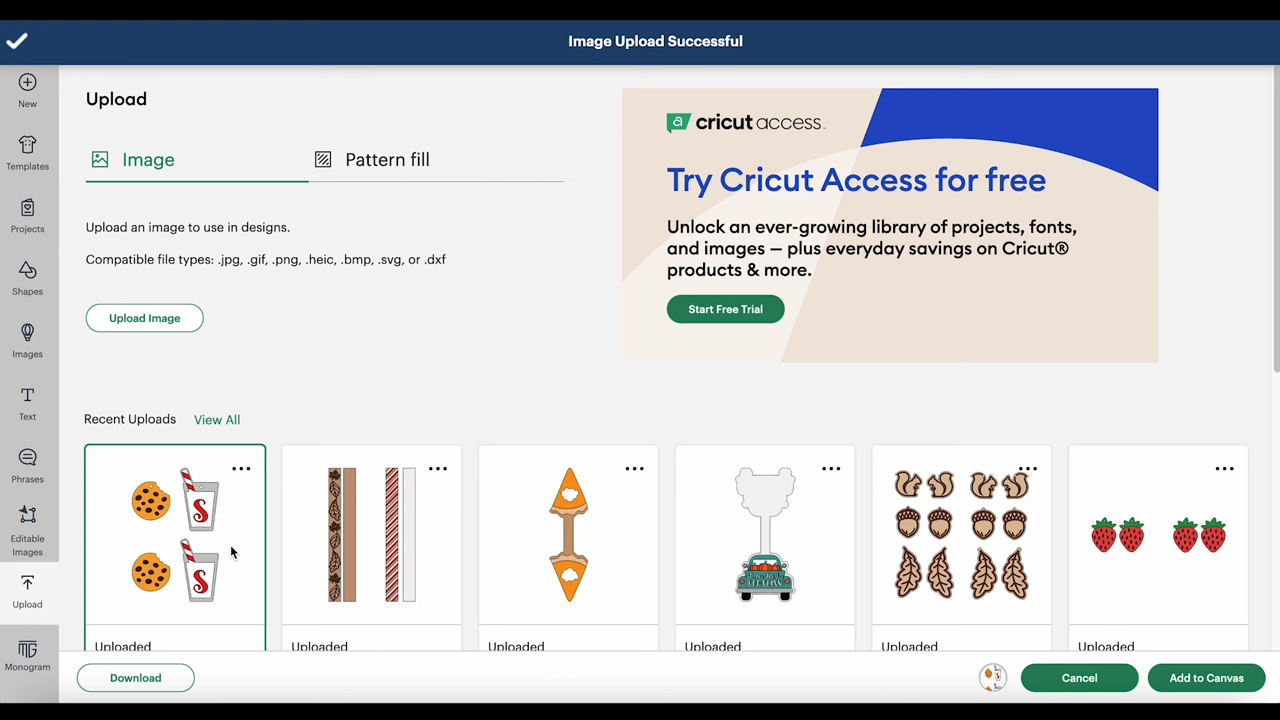 Image Upload Successful
New
Templates
Projects
Shapes
Images
Text
Phrases
Editable
Images
Upload
Monogram
Upload
Image
Pattern fill
Upload an image to use in designs.
Compatible file types: .jpg, .gif, .png, .heic, .bmp, .svg, or .dxf
Upload Image
a cricut access™
Try Cricut Access for free
Unlock an ever-growing library of projects, fonts,
and images — plus everyday savings on Cricut®
products & more.
Start Free Trial
Recent Uploads View All
S
S
Uploaded
Uploaded
Uploaded
Uploaded
Uploaded
Uploaded
Download
Cancel
Add to Canvas